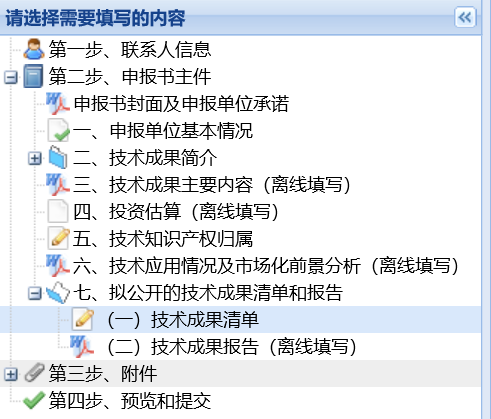 请选择需要填写的内容
第一步、联系人信息
第二步、申报书主件
申报书封面及申报单位承诺
一、申报单位基本情况
二、技术成果简介
三、技术成果主要内容（离线填写）
四、投资估算（离线填写）
五、技术知识产权归属
六、技术应用情况及市场化前景分析（离线填写）
七、拟公开的技术成果清单和报告
（一）技术成果清单
（二）技术成果报告（离线填写）
第三步、附件
第四步、预览和提交